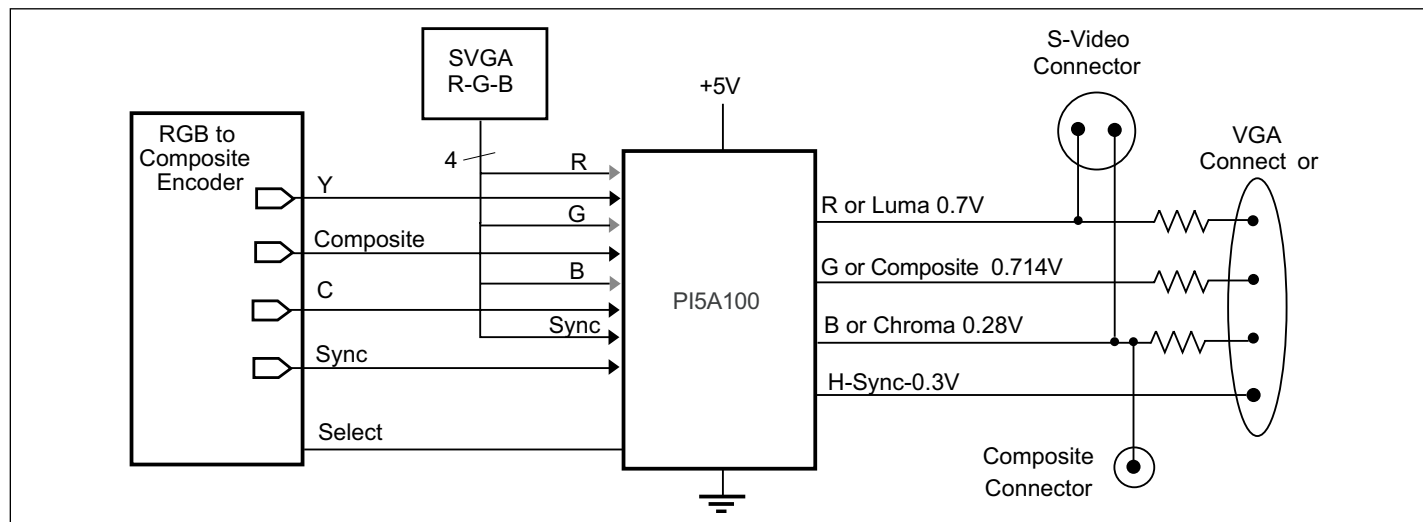 SVGA
R-G-B
S-Video
Connector
+5V
VGA
Connect or
RGB to
Composite
Encoder
4
R
Y
G
Composite
B
C
Sync
Sync
Select
PI5A100
R or Luma 0.7V
G or Composite 0.714V
B or Chroma 0.28V
H-Sync-0.3V
Composite
Connector